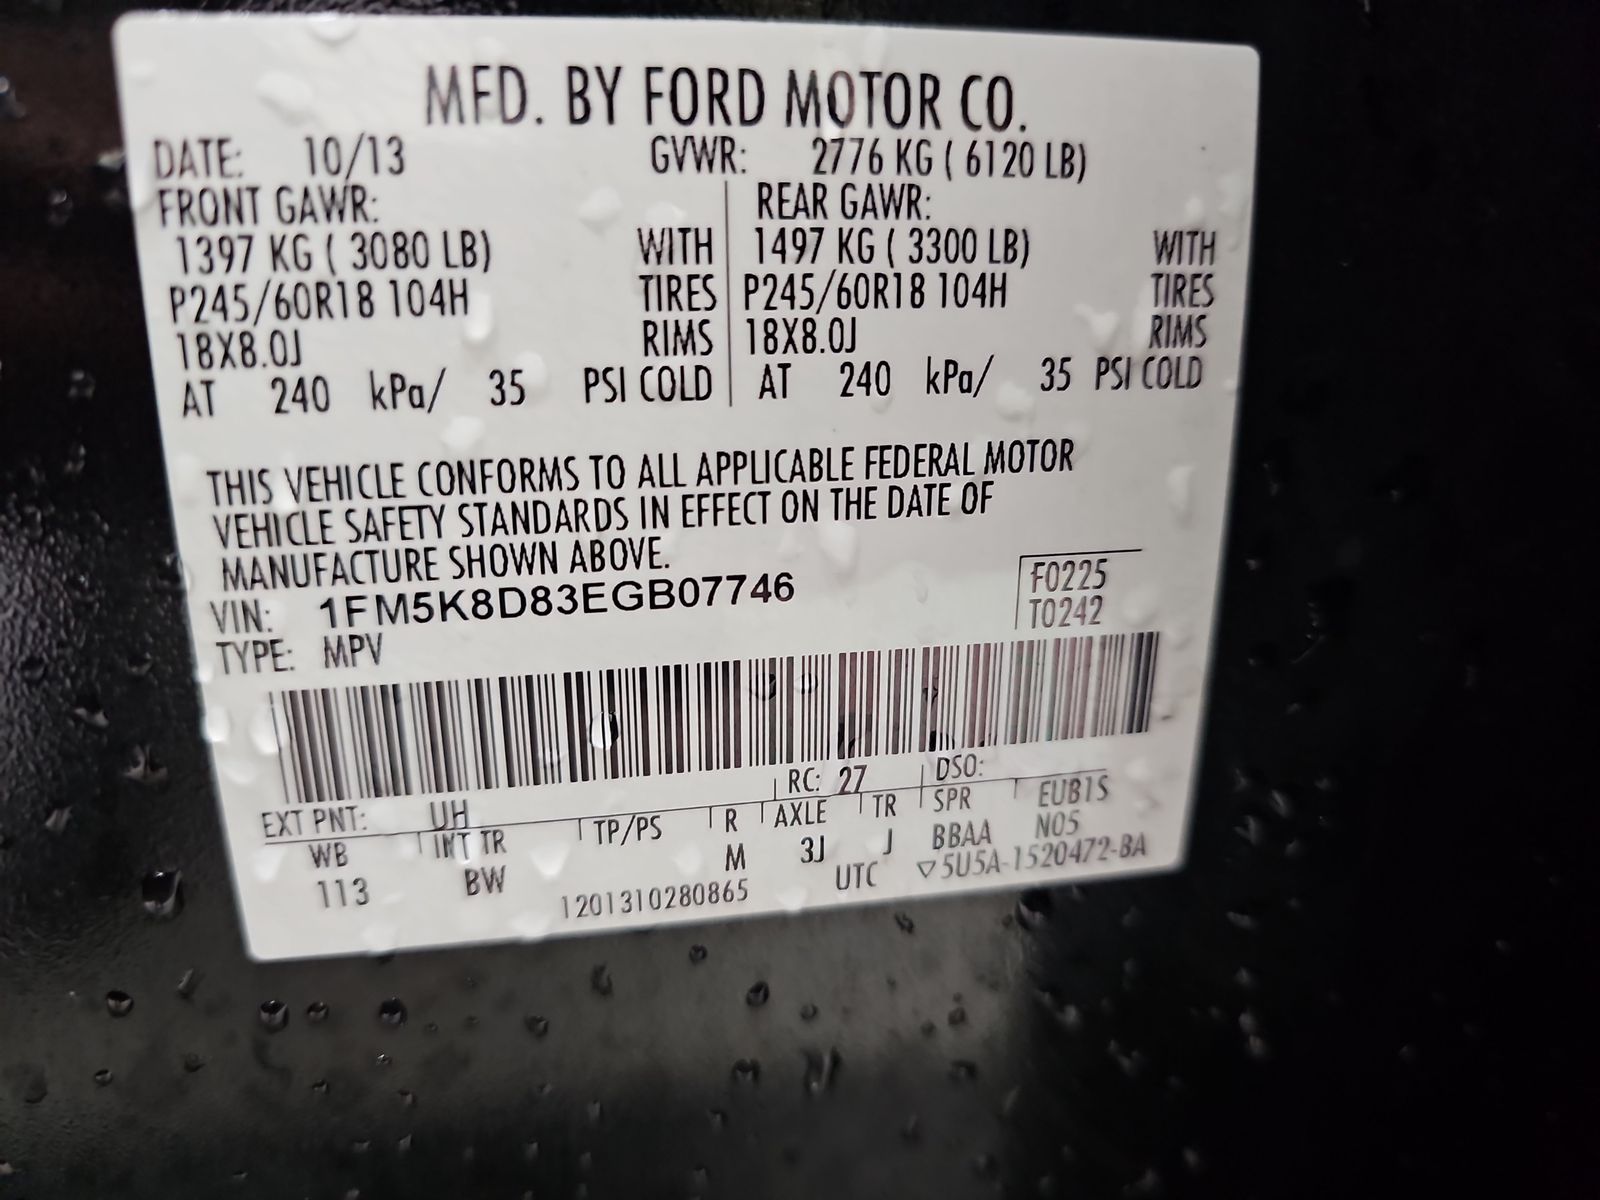 MFD. BY FORD MOTOR CO.
DATE: 10/13 GVWR: 2776 KG ( 6120 LB)
FRONT GAWR: REAR GAWR:
1397 KG ( 3080 LB) WITH 1497 KG ( 3300 LB) WITH
P245/60R18 104H TIRES P245/60R18 104H TIRES
18X8.0J RIMS 18X8.0J RIMS
AT 240 kPa/ 35 PSI COLD AT 240 kPa/ 35 PSI COLD
THIS VEHICLE CONFORMS TO ALL APPLICABLE FEDERAL MOTOR
VEHICLE SAFETY STANDARDS IN EFFECT ON THE DATE OF
MANUFACTURE SHOWN ABOVE.
VIN: 1FM5K8D83EGB07746 F0225
TYPE: MPV T0242
EXT PNT: UH RC: 27 DSO:
WB INT TR TP/PS R AXLE TR SPR EUB1S
113 BW M 3J J BBAA N05
1201310280865 UTC ▽5U5A-1520472-BA